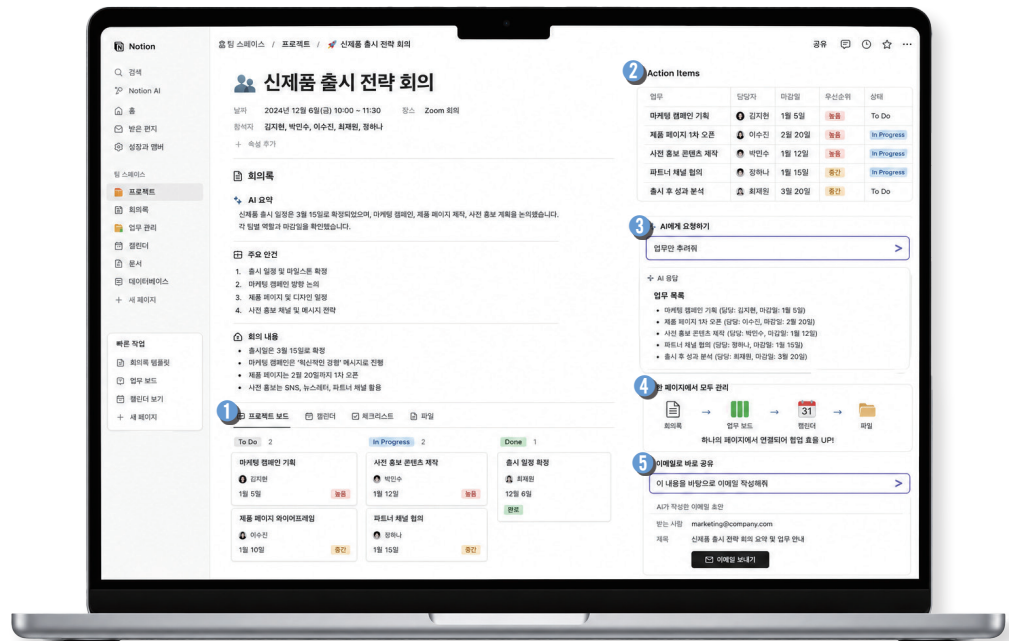 Notion
검색
Notion AI
홈
받은 편지
설정과 멤버
팀 스페이스
프로젝트
회의록
업무 관리
캘린더
문서
데이터베이스
+ 새 페이지
빠른 작업
회의록 템플릿
업무 보드
캘린더 보기
+ 새 페이지
팀 스페이스 / 프로젝트 / 🚀 신제품 출시 전략 회의
공유
신제품 출시 전략 회의
날짜 2024년 12월 6일(금) 10:00 ~ 11:30 장소 Zoom 회의
참석자 김지현, 박민수, 이수진, 최재원, 정하나
+ 속성 추가
회의록
AI 요약
신제품 출시 일정은 3월 15일로 확정되었으며, 마케팅 캠페인, 제품 페이지 제작, 사전 홍보 계획을 논의했습니다.
각 팀별 역할과 마감일을 확인했습니다.
주요 안건
1. 출시 일정 및 마일스톤 확정
2. 마케팅 캠페인 방향 논의
3. 제품 페이지 및 디자인 일정
4. 사전 홍보 채널 및 메시지 전략
회의 내용
• 출시일은 3월 15일로 확정
• 마케팅 캠페인은 '혁신적인 경험' 메시지로 진행
• 제품 페이지는 2월 20일까지 1차 오픈
• 사전 홍보는 SNS, 뉴스레터, 파트너 채널 활용
1
프로젝트 보드 캘린더 체크리스트 파일
To Do 2
마케팅 캠페인 기획
김지현
1월 5일 높음
제품 페이지 와이어프레임
이수진
1월 10일 중간
In Progress 2
사전 홍보 콘텐츠 제작
박민수
1월 12일 높음
파트너 채널 협의
정하나
1월 15일 중간
Done 1
출시 일정 확정
최재원
12월 6일
완료
2
Action Items
업무 담당자 마감일 우선순위 상태
마케팅 캠페인 기획 김지현 1월 5일 높음 To Do
제품 페이지 1차 오픈 이수진 2월 20일 높음 In Progress
사전 홍보 콘텐츠 제작 박민수 1월 12일 높음 In Progress
파트너 채널 협의 정하나 1월 15일 중간 In Progress
출시 후 성과 분석 최재원 3월 20일 중간 To Do
3
AI에게 요청하기
업무만 추려줘
AI 응답
업무 목록
• 마케팅 캠페인 기획 (담당: 김지현, 마감일: 1월 5일)
• 제품 페이지 1차 오픈 (담당: 이수진, 마감일: 2월 20일)
• 사전 홍보 콘텐츠 제작 (담당: 박민수, 마감일: 1월 12일)
• 파트너 채널 협의 (담당: 정하나, 마감일: 1월 15일)
• 출시 후 성과 분석 (담당: 최재원, 마감일: 3월 20일)
4
한 페이지에서 모두 관리
31
회의록 → 업무 보드 → 캘린더 → 파일
하나의 페이지에서 연결되어 협업 효율 UP!
5
이메일로 바로 공유
이 내용을 바탕으로 이메일 작성해줘
AI가 작성한 이메일 초안
받는 사람 marketing@company.com
제목 신제품 출시 전략 회의 요약 및 업무 안내
이메일 보내기